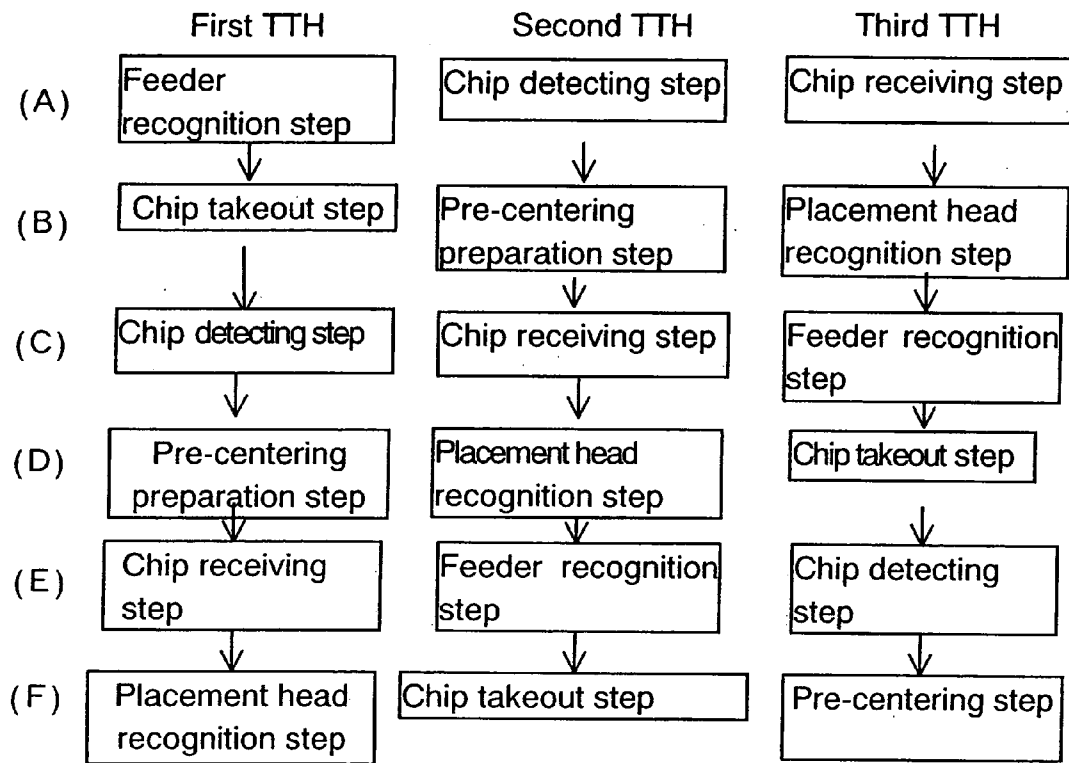 First TTH Second TTH Third TTH
(A)
Feeder
recognition step
Chip detecting step
Chip receiving step
(B)
Chip takeout step
Pre-centering
preparation step
Placement head
recognition step
(C)
Chip detecting step
Chip receiving step
Feeder recognition
step
(D)
Pre-centering
preparation step
Placement head
recognition step
Chip takeout step
(E)
Chip receiving
step
Feeder recognition
step
Chip detecting
step
(F)
Placement head
recognition step
Chip takeout step
Pre-centering step